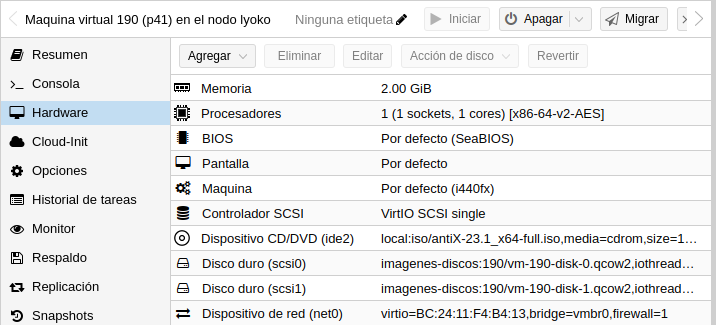 Maquina virtual 190 (p41) en el nodo lyoko
Ninguna etiqueta
Iniciar
Apagar
Migrar
Resumen
Consola
Hardware
Cloud-Init
Opciones
Historial de tareas
Monitor
Respaldo
Replicación
Snapshots
Agregar
Eliminar
Editar
Acción de disco
Revertir
Memoria 2.00 GiB
Procesadores 1 (1 sockets, 1 cores) [x86-64-v2-AES]
BIOS Por defecto (SeaBIOS)
Pantalla Por defecto
Maquina Por defecto (i440fx)
Controlador SCSI VirtIO SCSI single
Dispositivo CD/DVD (ide2) local:iso/antiX-23.1_x64-full.iso,media=cdrom,size=1…
Disco duro (scsi0) imagenes-discos:190/vm-190-disk-0.qcow2,iothread…
Disco duro (scsi1) imagenes-discos:190/vm-190-disk-1.qcow2,iothread…
Dispositivo de red (net0) virtio=BC:24:11:F4:B4:13,bridge=vmbr0,firewall=1